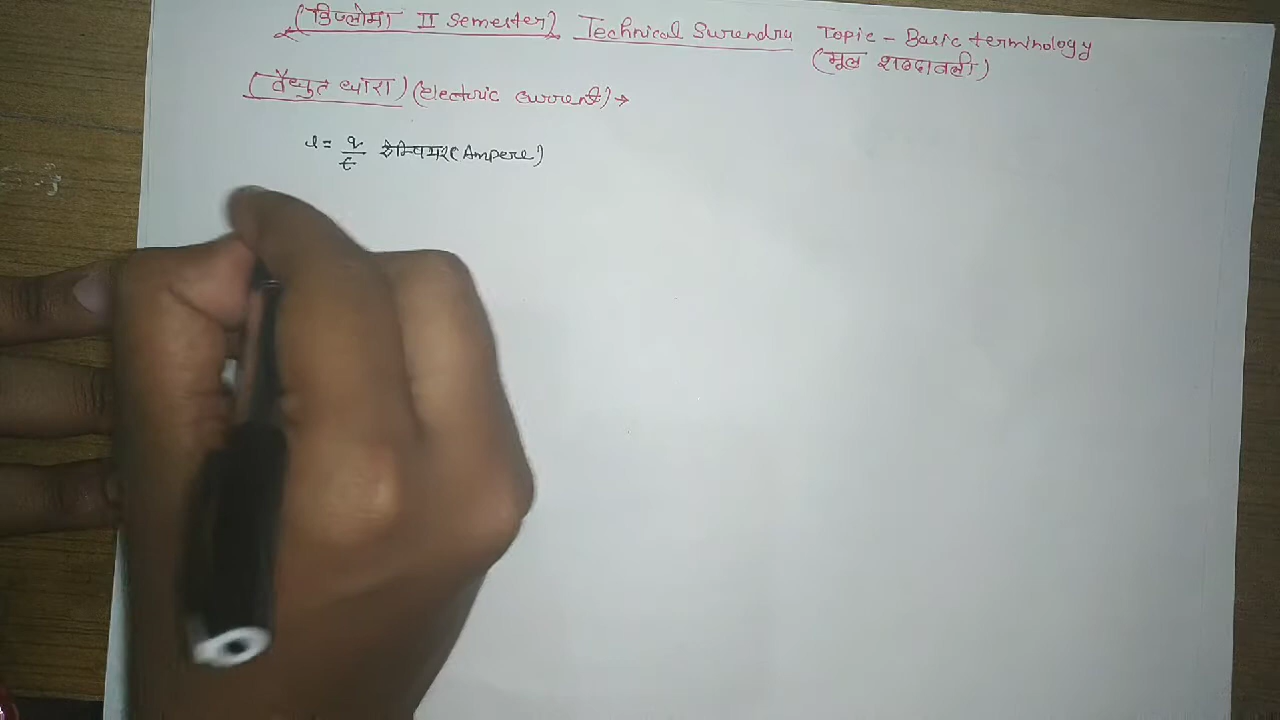 (डिप्लोमा II Semester) Technical Surendra Topic - Basic terminology
(मूल शब्दावली)
(वैधुत धारा) (electric current) →
i = q/t ऐम्पियर (Ampere)